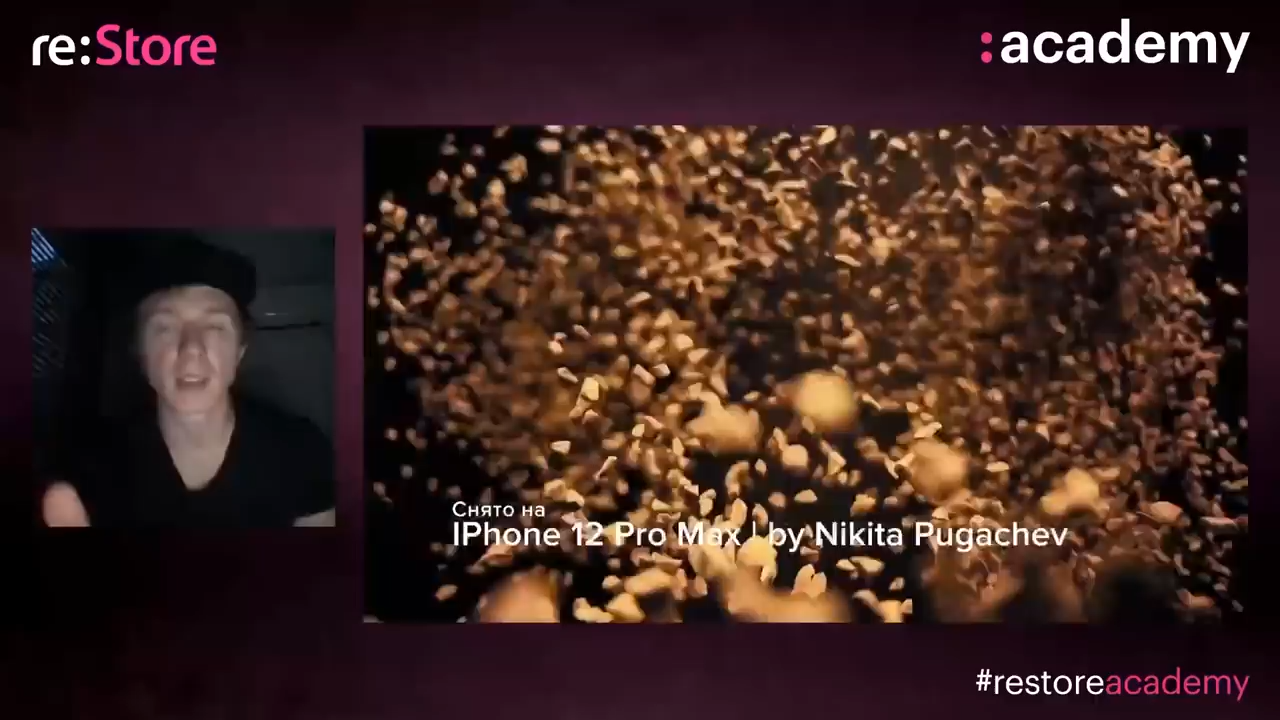 re:Store
:academy
Снято на
IPhone 12 Pro Max | by Nikita Pugachev
#restoreacademy